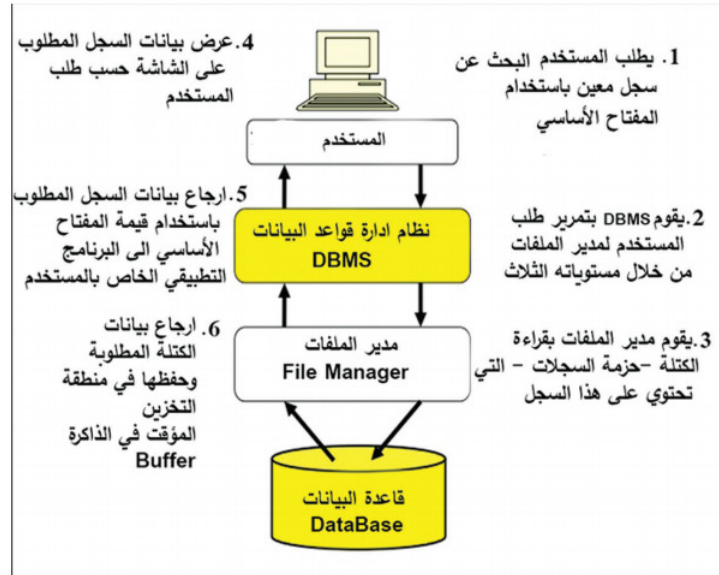 1. يطلب المستخدم البحث عن
سجل معين باستخدام
المفتاح الأساسي
4.عرض بيانات السجل المطلوب
على الشاشة حسب طلب
المستخدم
المستخدم
2.يقوم DBMS بتمرير طلب
المستخدم لمدير الملفات
من خلال مستوياته الثلاث
نظام ادارة قواعد البيانات
DBMS
5.ارجاع بيانات السجل المطلوب
باستخدام قيمة المفتاح
الأساسي الى البرنامج
التطبيقي الخاص بالمستخدم
3.يقوم مدير الملفات بقراءة
الكتلة –حزمة السجلات – التي
تحتوي على هذا السجل
مدير الملفات
File Manager
6. ارجاع بيانات
الكتلة المطلوبة
وحفظها في منطقة
التخزين
المؤقت في الذاكرة
Buffer
قاعدة البيانات
DataBase